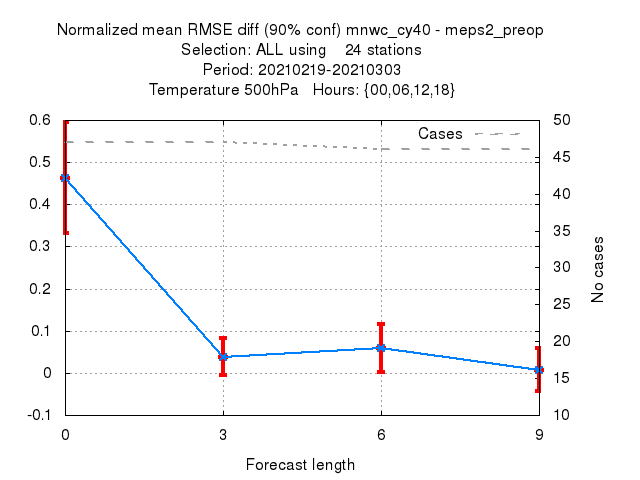 Normalized mean RMSE diff (90% conf) mnwc_cy40 - meps2_preop
Selection: ALL using    24 stations
Period: 20210219-20210303
Temperature 500hPa   Hours: {00,06,12,18}
Cases
0.6
0.5
0.4
0.3
0.2
0.1
0
-0.1
50
45
40
35
30
25
20
15
10
No cases
0 3 6 9
Forecast length